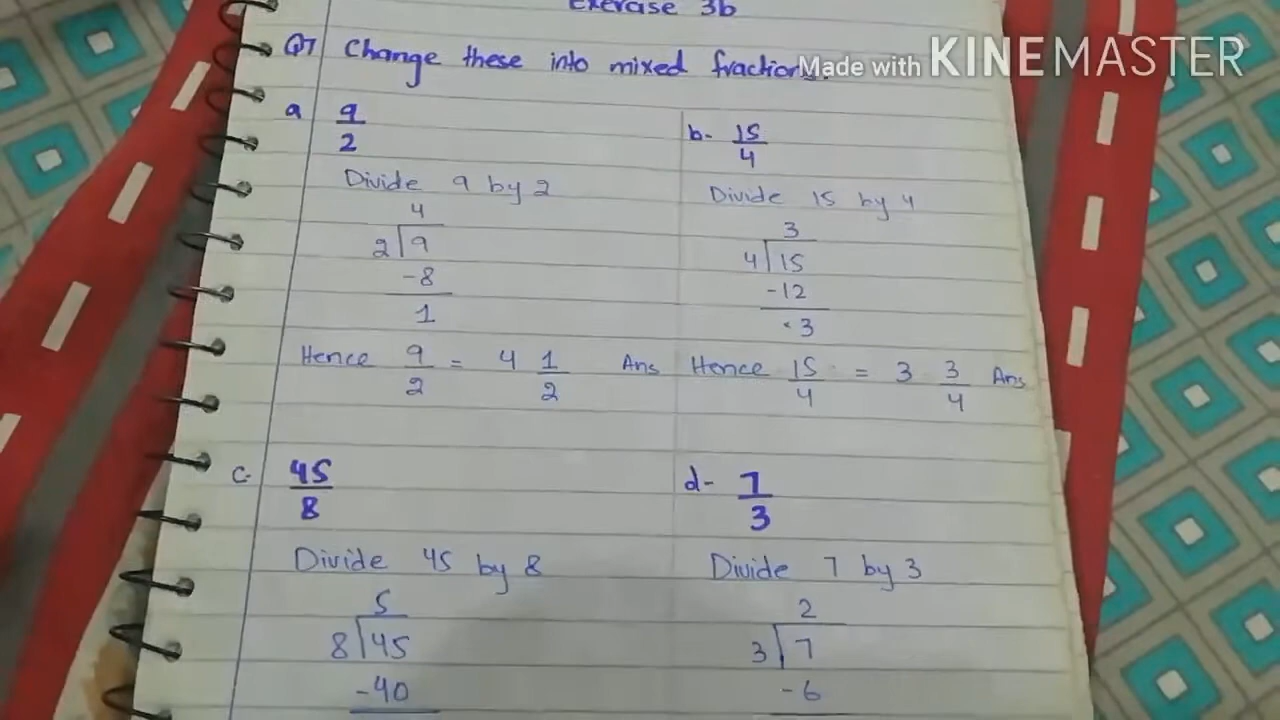 Exercise 3b
Q7 Change these into mixed fractions.
Made with KINEMASTER
a 9/2
Divide 9 by 2
4
2 9
-8
1
Hence 9/2 = 4 1/2 Ans
b- 15/4
Divide 15 by 4
3
4 15
-12
3
Hence 15/4 = 3 3/4 Ans
c- 45/8
Divide 45 by 8
5
8 45
-40
d- 7/3
Divide 7 by 3
2
3 7
-6